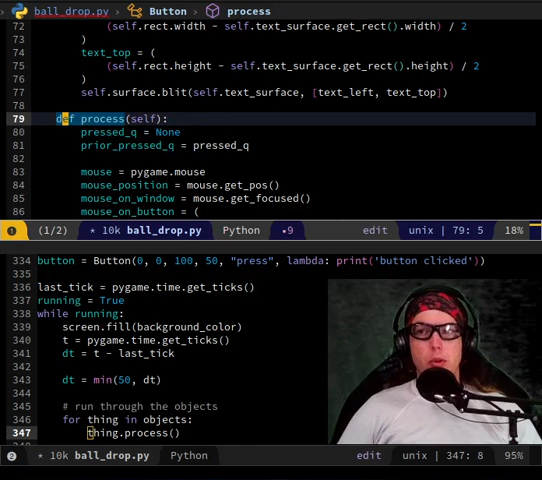 ball_drop.py > Button > process
72 (self.rect.width - self.text_surface.get_rect().width) / 2
73 )
74 text_top = (
75 (self.rect.height - self.text_surface.get_rect().height) / 2
76 )
77 self.surface.blit(self.text_surface, [text_left, text_top])
78
79 def process(self):
80 pressed_q = None
81 prior_pressed_q = pressed_q
83 mouse = pygame.mouse
84 mouse_position = mouse.get_pos()
85 mouse_on_window = mouse.get_focused()
86 mouse_on_button = (
1 (1/2) * 10k ball_drop.py Python •9 edit unix | 79: 5 18%
334 button = Button(0, 0, 100, 50, "press", lambda: print('button clicked'))
335
336 last_tick = pygame.time.get_ticks()
337 running = True
338 while running:
339 screen.fill(background_color)
340 t = pygame.time.get_ticks()
341 dt = t - last_tick
342
343 dt = min(50, dt)
344
345 # run through the objects
346 for thing in objects:
347 thing.process()
2 * 10k ball_drop.py Python edit unix | 347: 8 95%